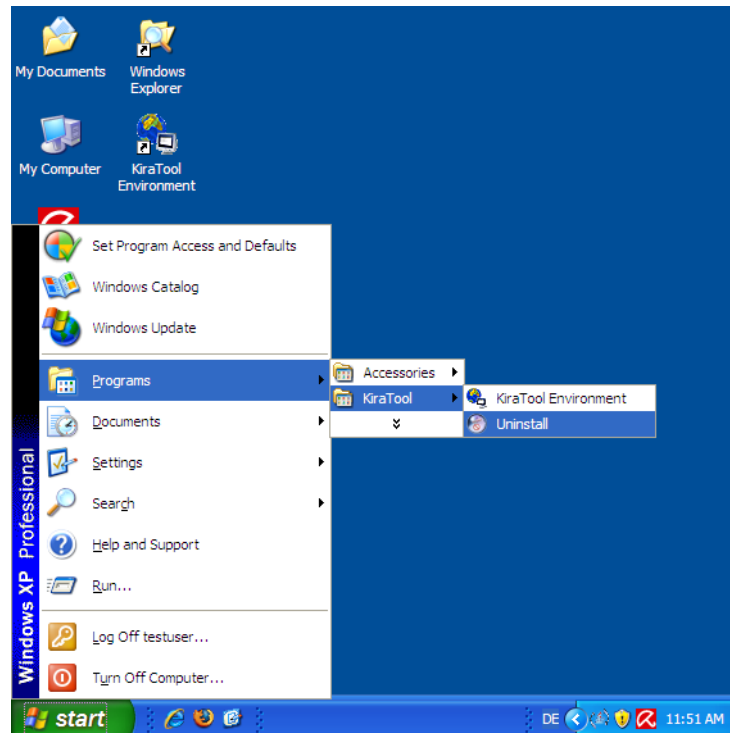 My Documents
Windows
Explorer
My Computer
KiraTool
Environment
Windows XP Professional
Set Program Access and Defaults
Windows Catalog
Windows Update
Programs
Documents
Settings
Search
Help and Support
Run...
Log Off testuser...
Turn Off Computer...
Accessories
KiraTool
KiraTool Environment
Uninstall
start
DE
11:51 AM